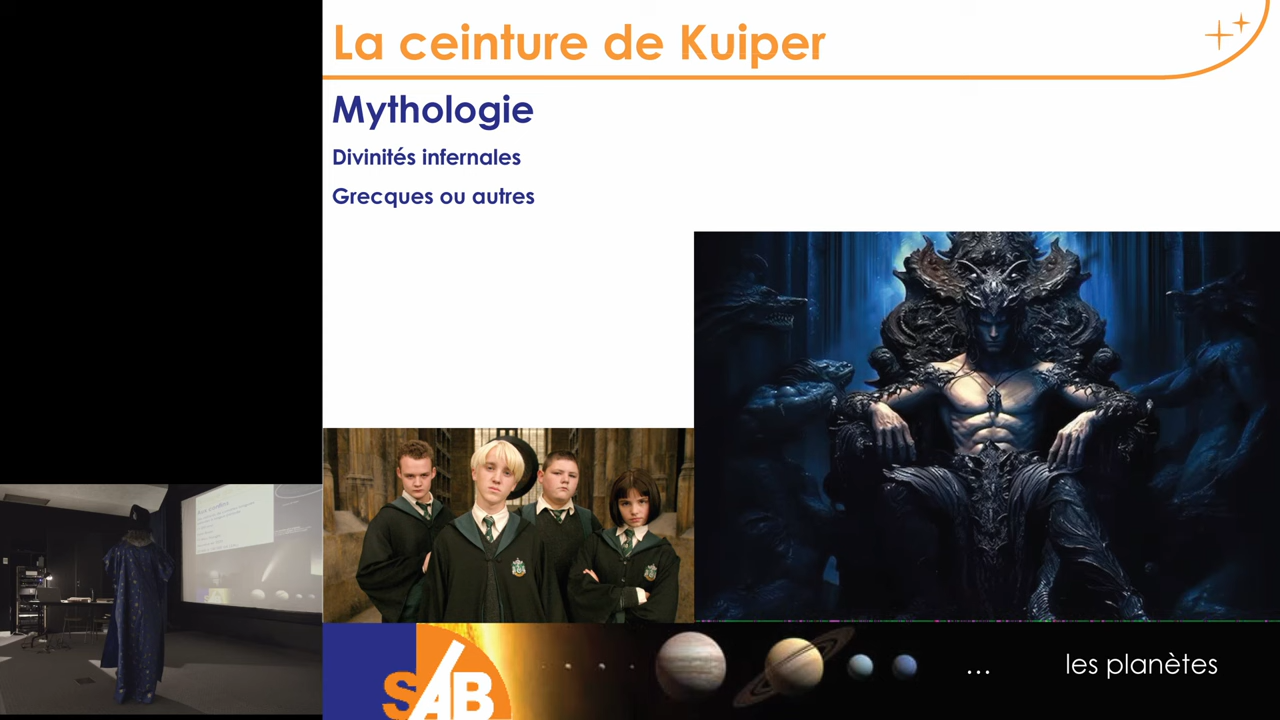 La ceinture de Kuiper
Mythologie
Divinités infernales
Grecques ou autres
SAB
... les planètes